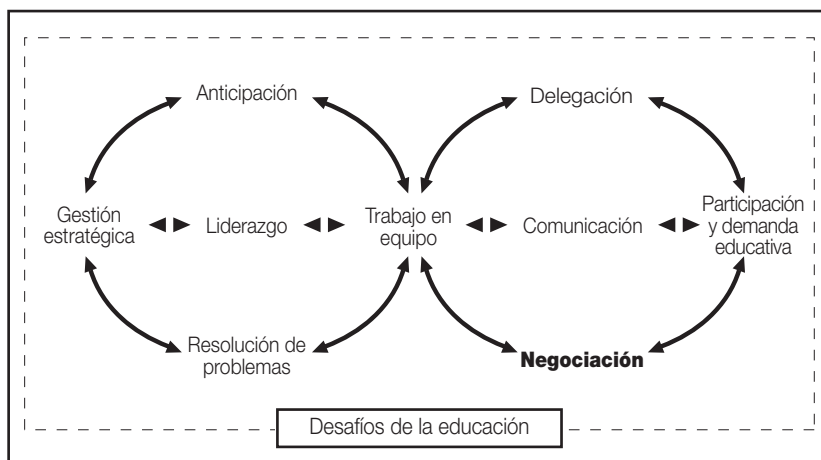 Anticipación
Delegación
Gestión
estratégica
Liderazgo
Trabajo en
equipo
Comunicación
Participación
y demanda
educativa
Resolución de
problemas
Negociación
Desafíos de la educación